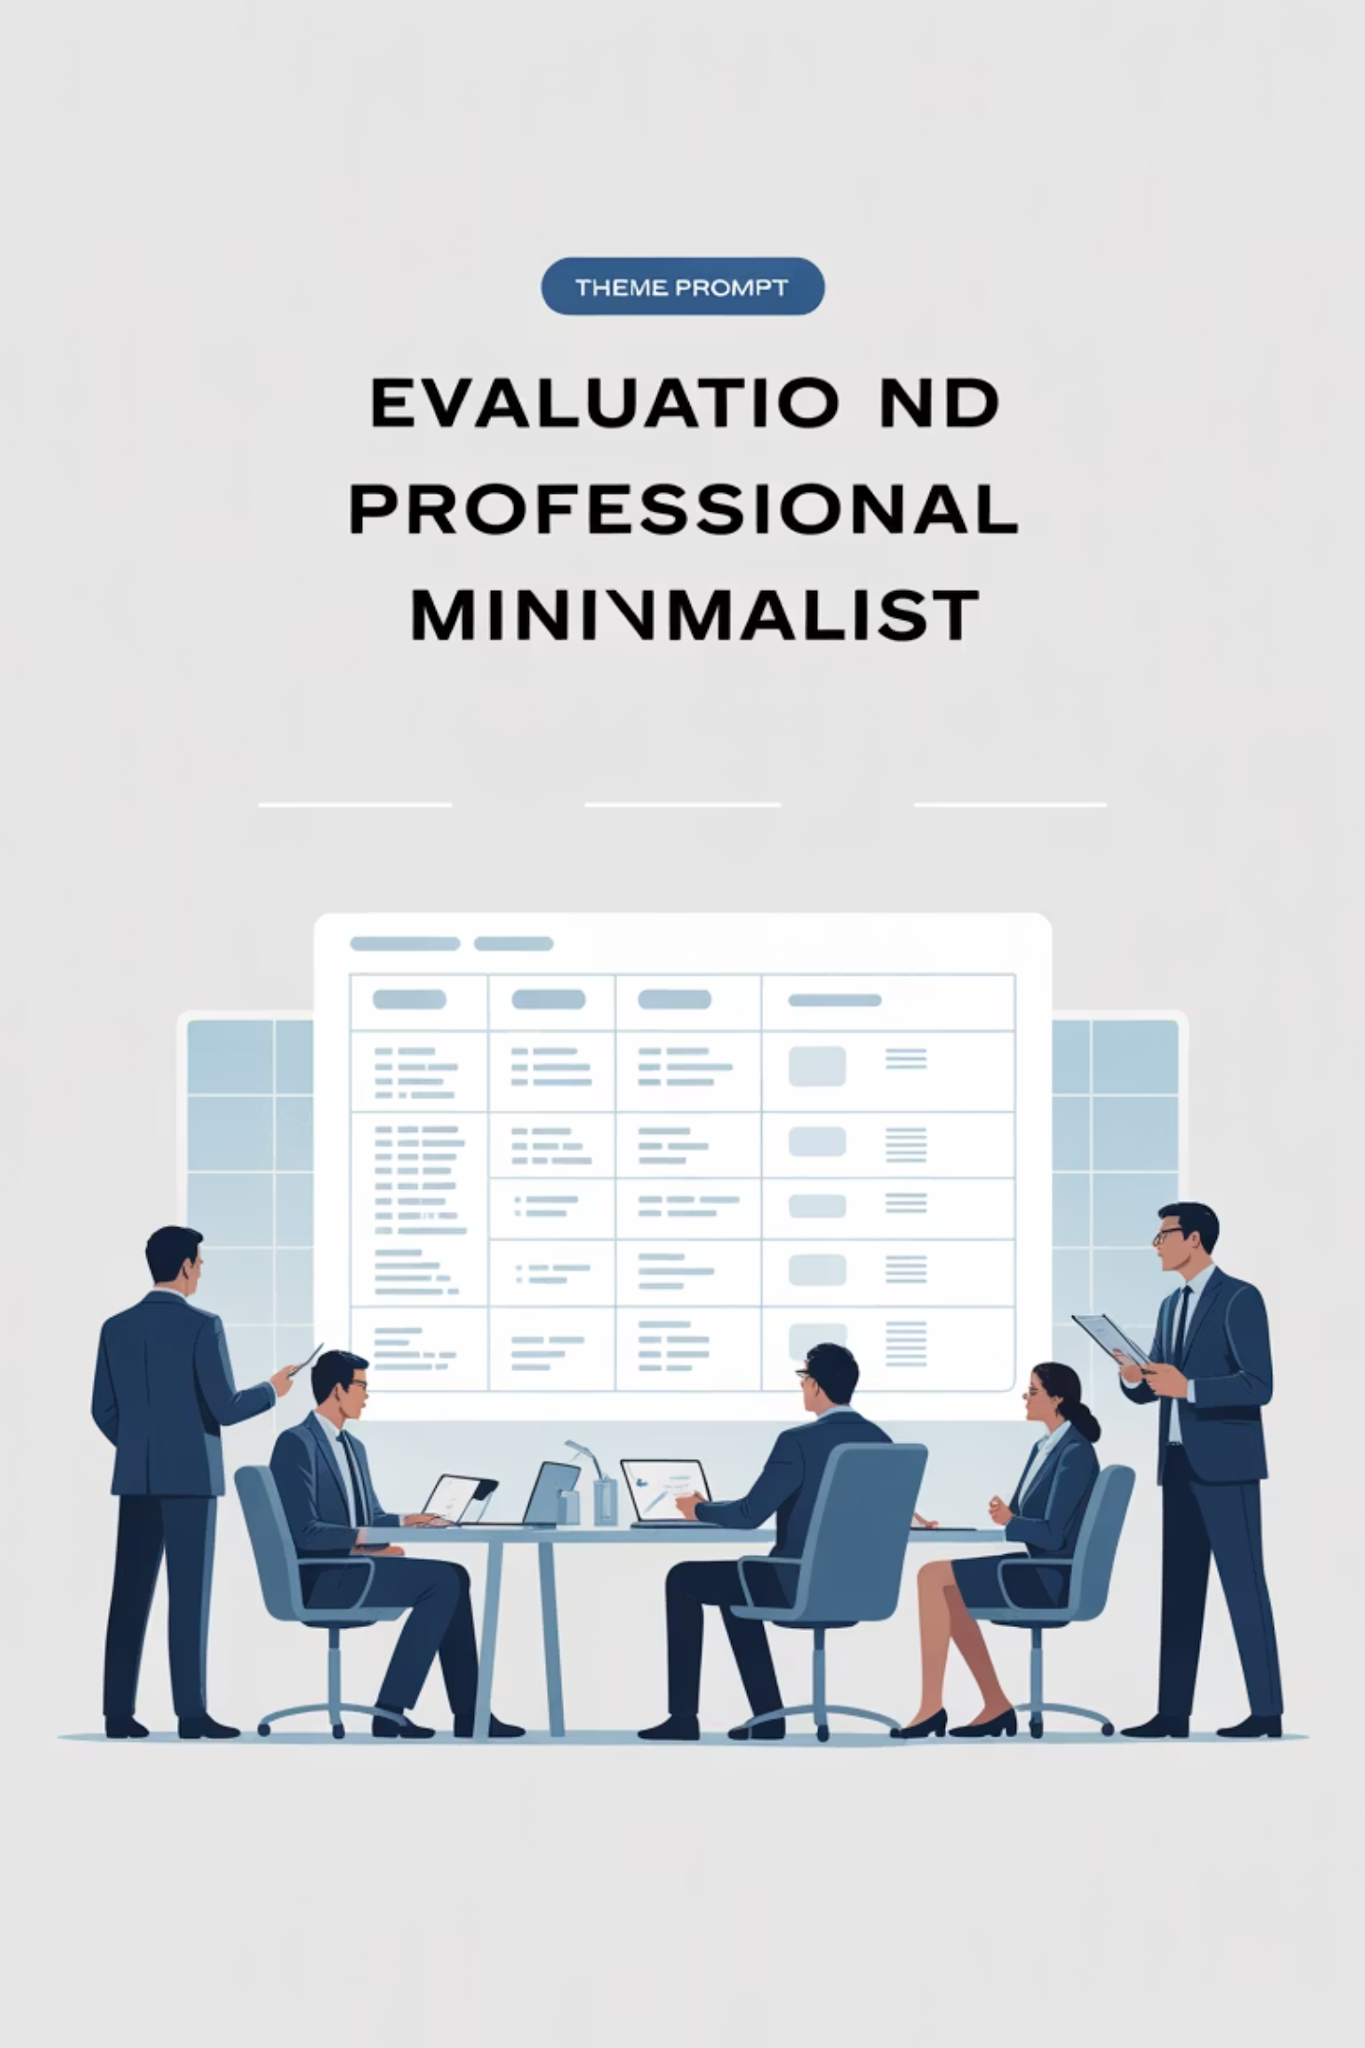 THEME PROMPT
EVALUATIO ND
PROFESSIONAL
MINIVMALIST